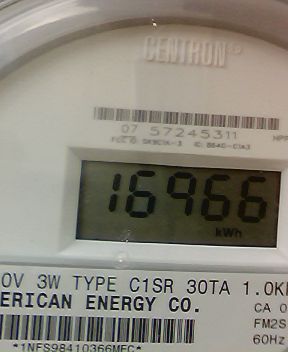 CENTRON®
07 57245311
16966
kWh
0V 3W TYPE C1SR 30TA 1.0K
ERICAN ENERGY CO.
CA 0
FM2S
60Hz
*1NFS98410366MEC*